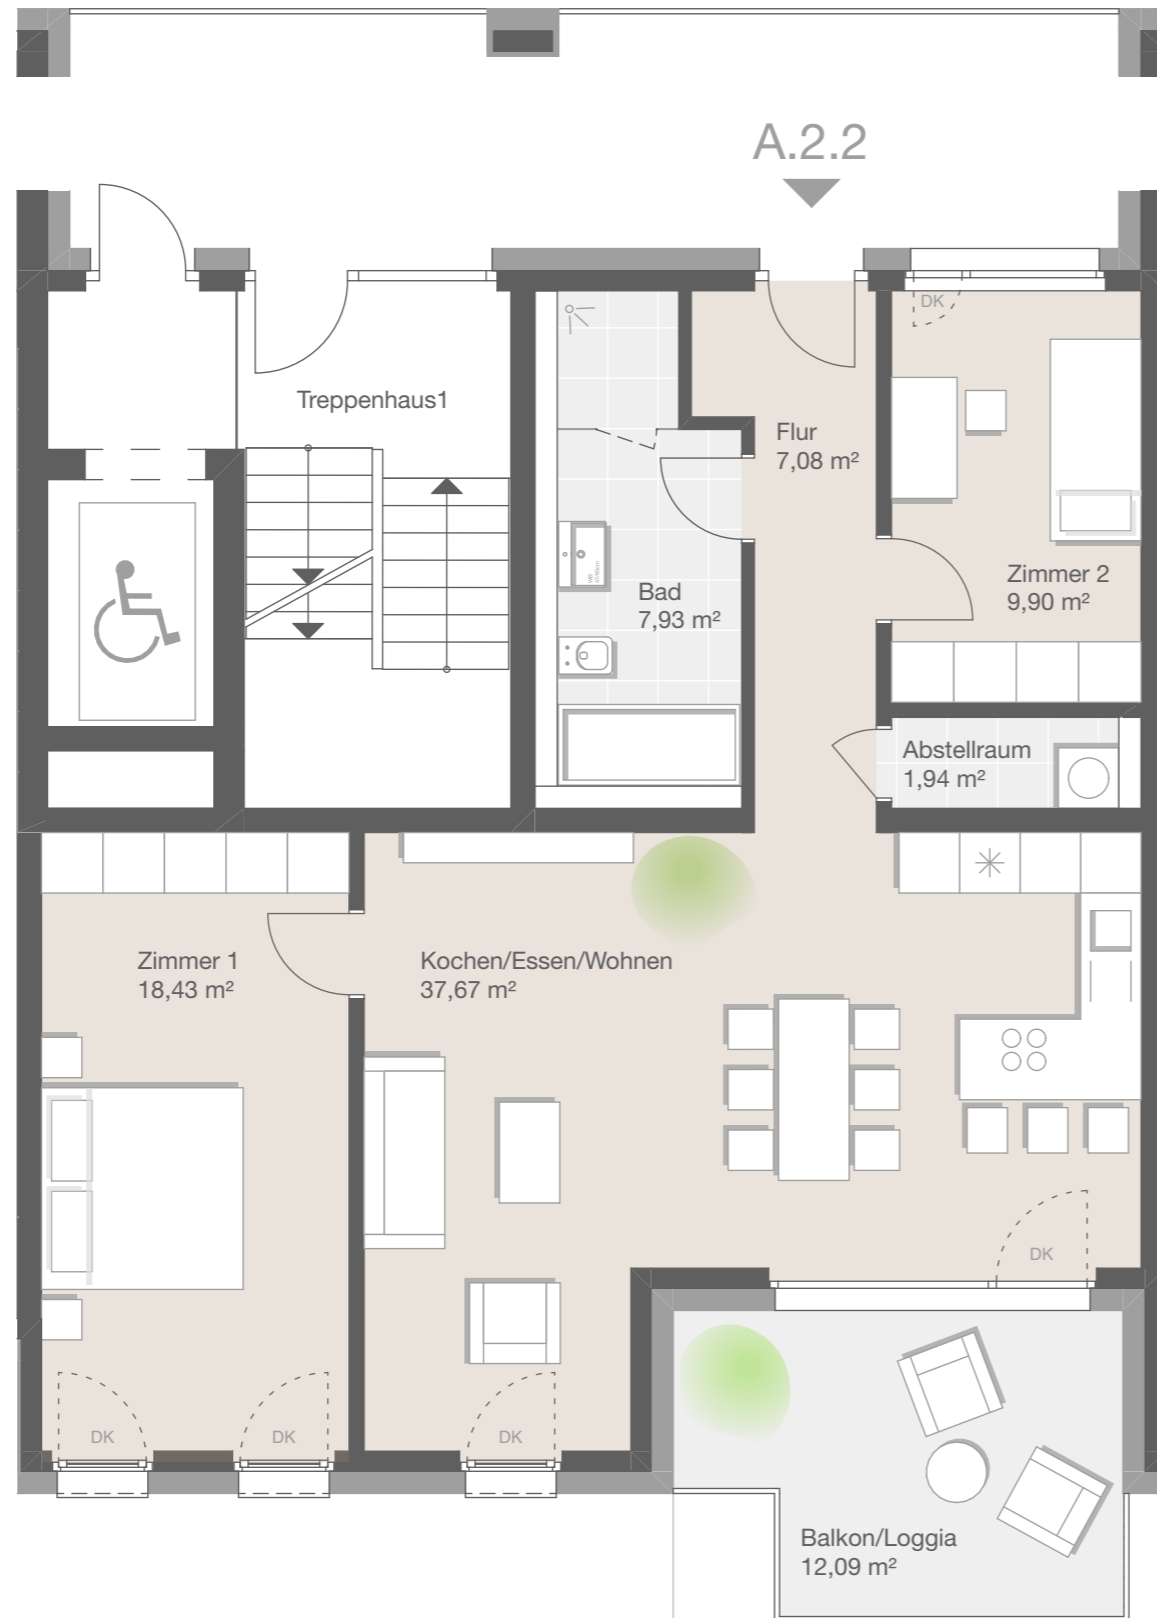 A.2.2
DK
Treppenhaus1
Flur
7,08 m²
Zimmer 2
9,90 m²
Bad
7,93 m²
Abstellraum
1,94 m²
Zimmer 1
18,43 m²
Kochen/Essen/Wohnen
37,67 m²
DK
DK
DK
DK
Balkon/Loggia
12,09 m²